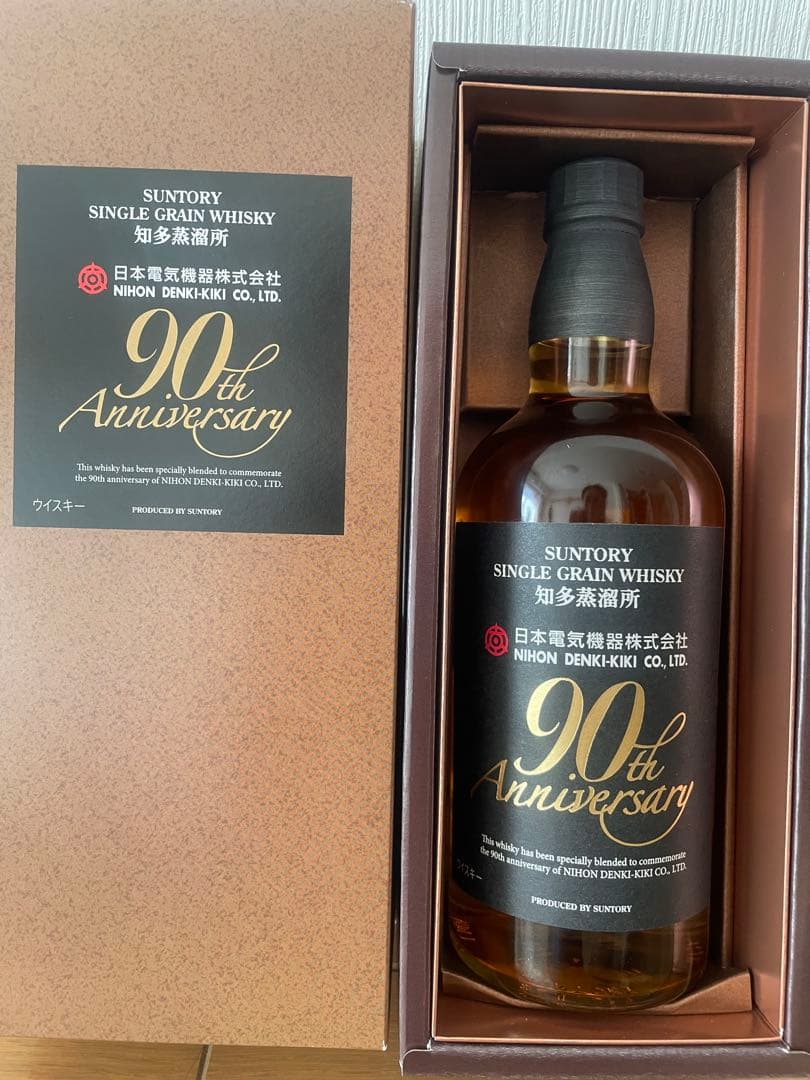 SUNTORY
SINGLE GRAIN WHISKY
知多蒸溜所
日本電気機器株式会社
NIHON DENKI-KIKI CO., LTD.
90th
Anniversary
This whisky has been specially blended to commemorate
the 90th anniversary of NIHON DENKI-KIKI CO., LTD.
ウイスキー
PRODUCED BY SUNTORY
SUNTORY
SINGLE GRAIN WHISKY
知多蒸溜所
日本電気機器株式会社
NIHON DENKI-KIKI CO., LTD.
90th
Anniversary
This whisky has been specially blended to commemorate
the 90th anniversary of NIHON DENKI-KIKI CO., LTD.
ウイスキー
PRODUCED BY SUNTORY